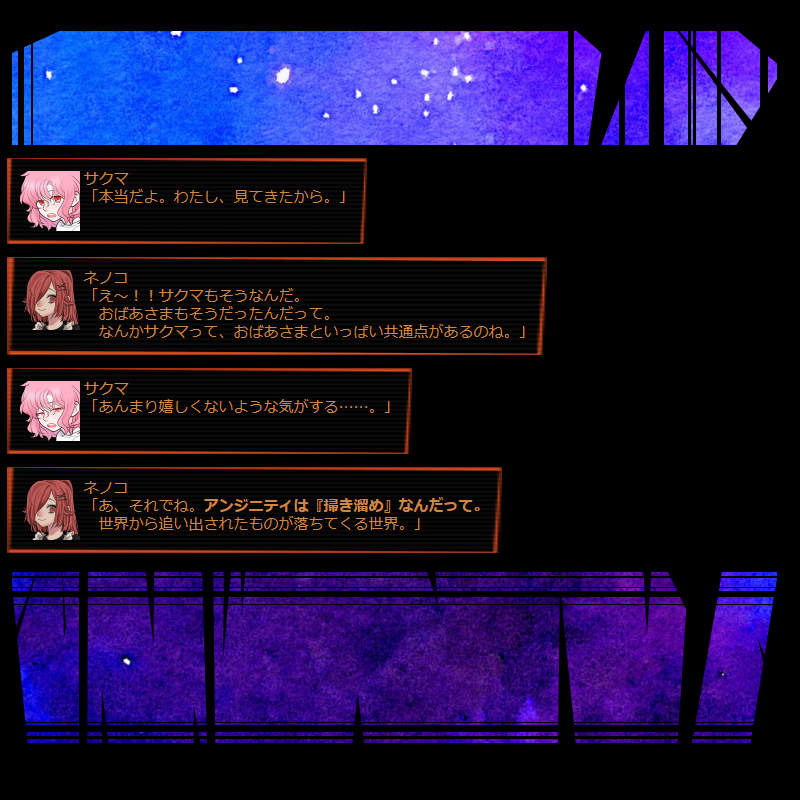 サクマ
「本当だよ。わたし、見てきたから。」
ネノコ
「え～！！サクマもそうなんだ。
おばあさまもそうだったんだって。
なんかサクマって、おばあさまといっぱい共通点があるのね。」
サクマ
「あんまり嬉しくないような気がする……。」
ネノコ
「あ、それでね。アンジニティは『掃き溜め』なんだって。
世界から追い出されたものが落ちてくる世界。」